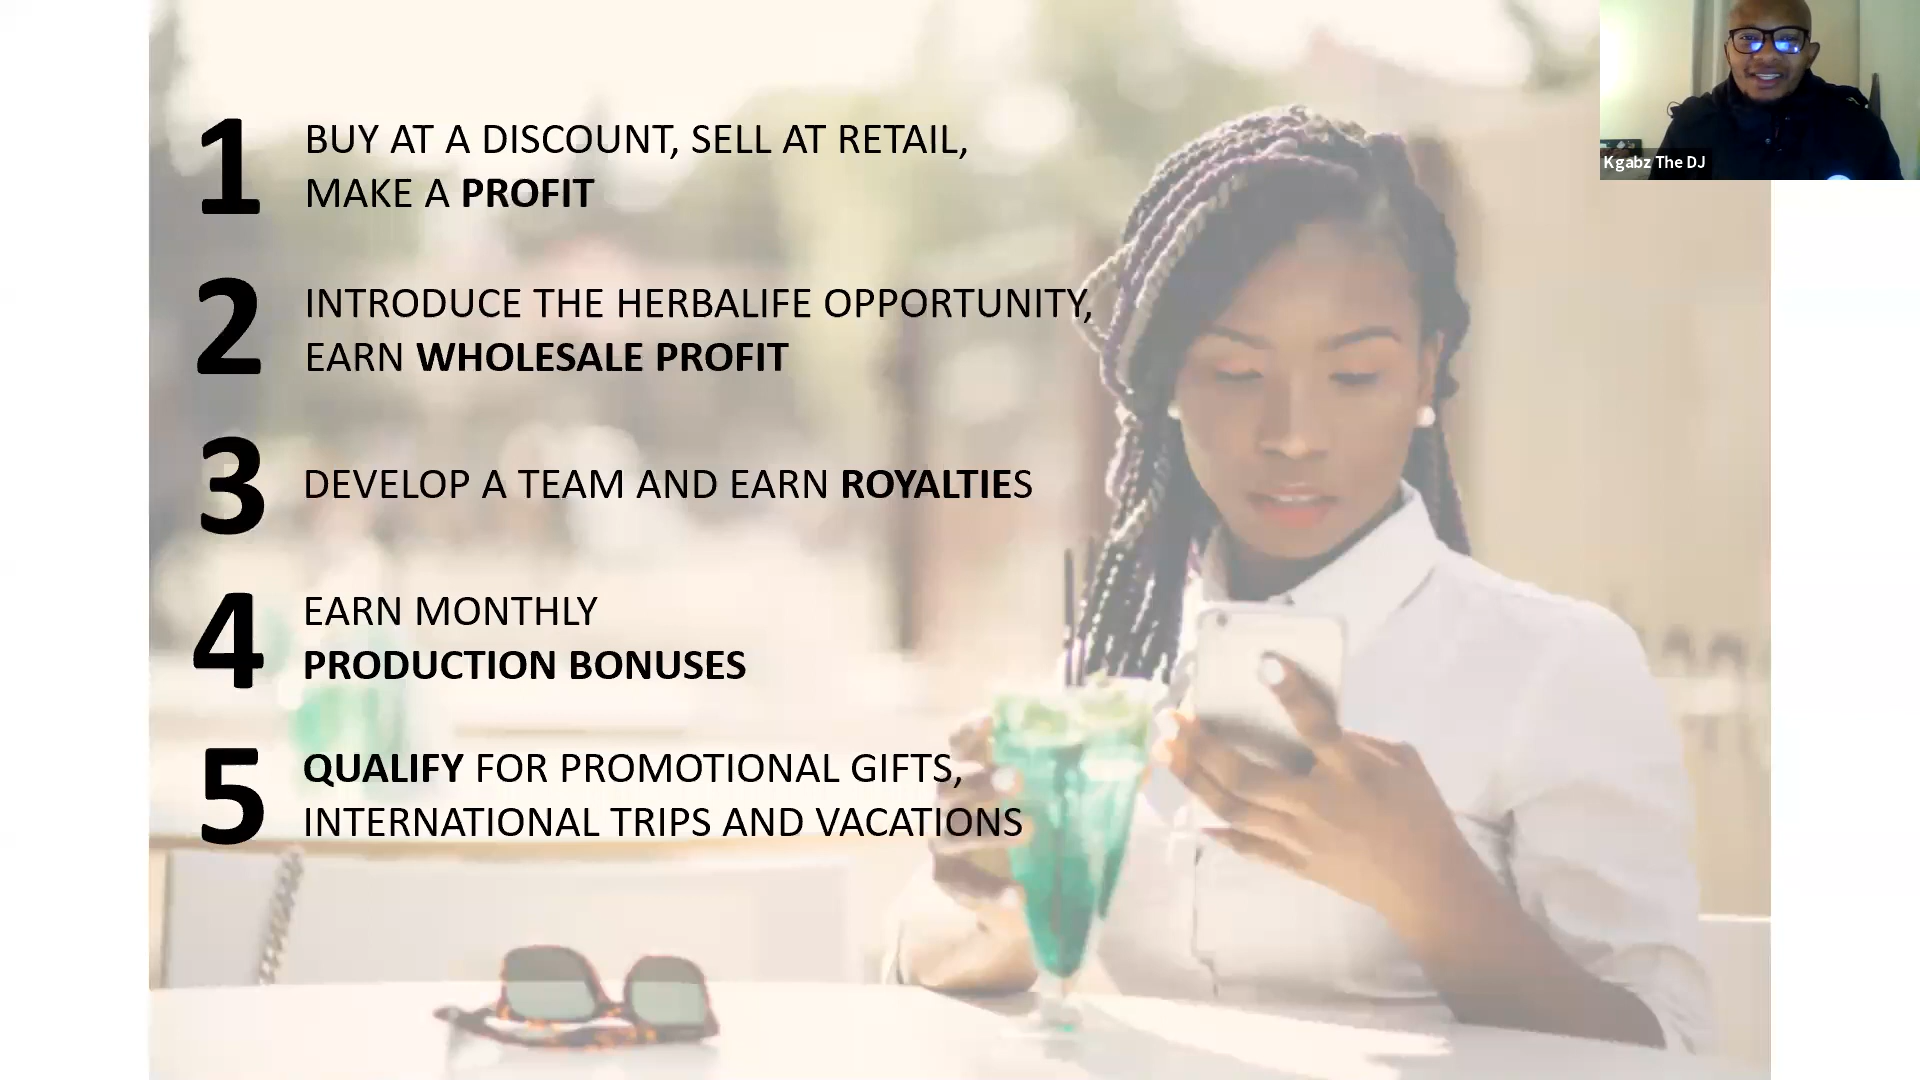 1
BUY AT A DISCOUNT, SELL AT RETAIL,
MAKE A PROFIT
2
INTRODUCE THE HERBALIFE OPPORTUNITY,
EARN WHOLESALE PROFIT
3
DEVELOP A TEAM AND EARN ROYALTIES
4
EARN MONTHLY
PRODUCTION BONUSES
5
QUALIFY FOR PROMOTIONAL GIFTS,
INTERNATIONAL TRIPS AND VACATIONS
Kgabz The DJ